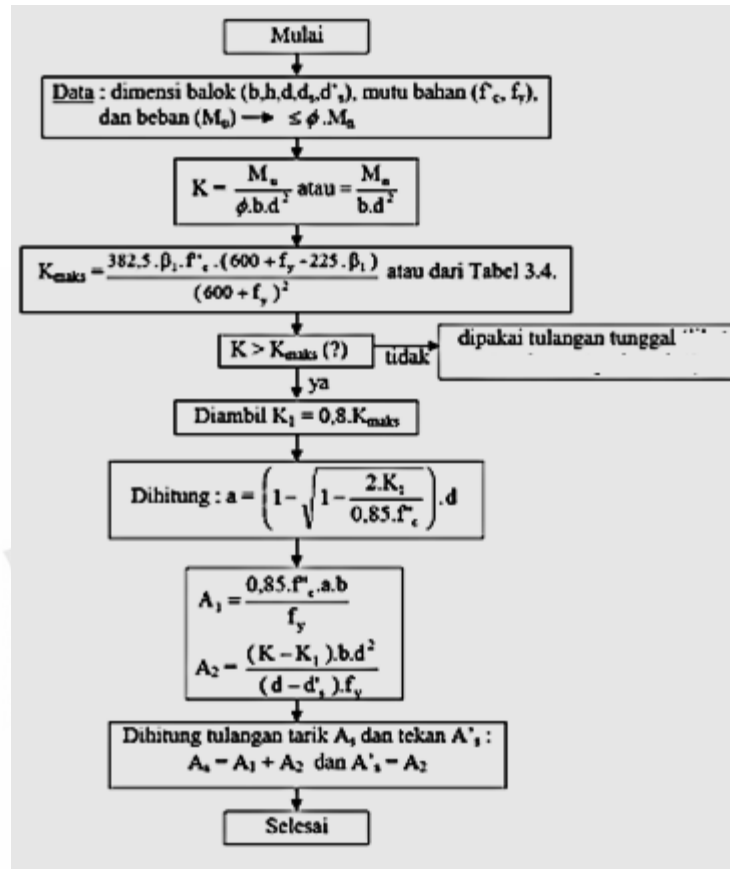 Mulai
Data : dimensi balok (b,h,d,dₛ,d'ₛ), mutu bahan (f'c, fy),
dan beban (Mᵤ) → ≤ ϕ.Mₙ
K = Mᵤ / ϕ.b.d² atau = Mₙ / b.d²
Kmaks = 382,5.β₁.f'c.(600 + fy - 225.β₁) / (600 + fy)² atau dari Tabel 3.4.
K > Kmaks (?)
tidak
dipakai tulangan tunggal
ya
Diambil K₁ = 0,8.Kmaks
Dihitung : a = (1 - √(1 - 2.K₁ / 0,85.f'c)).d
A₁ = 0,85.f'c.a.b / fy
A₂ = (K - K₁).b.d² / (d - d'ₛ).fy
Dihitung tulangan tarik Aₛ dan tekan A'ₛ :
Aₛ = A₁ + A₂ dan A'ₛ = A₂
Selesai